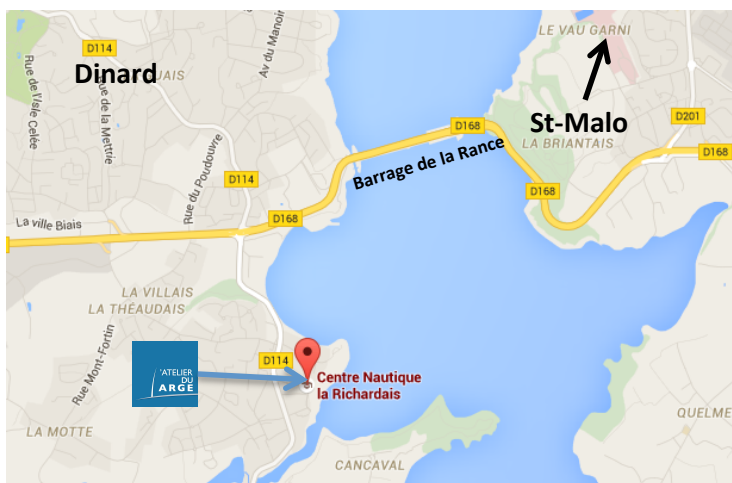 LE VAU GARNI
D114
Av du Manoir
Dinard
JAIS
Rue de l'Isle Celée
Rue de la Mettrie
St-Malo
D201
D168
LA BRIANTAIS
D168
Barrage de la Rance
Rue du Poudouvre
D114
D168
D168
La ville Biais
LA VILLAIS
LA THÉAUDAIS
Rue Mont-Fortin
'ATELIER
DU
ARGE
D114
Centre Nautique
la Richardais
QUELME
LA MOTTE
CANCAVAL